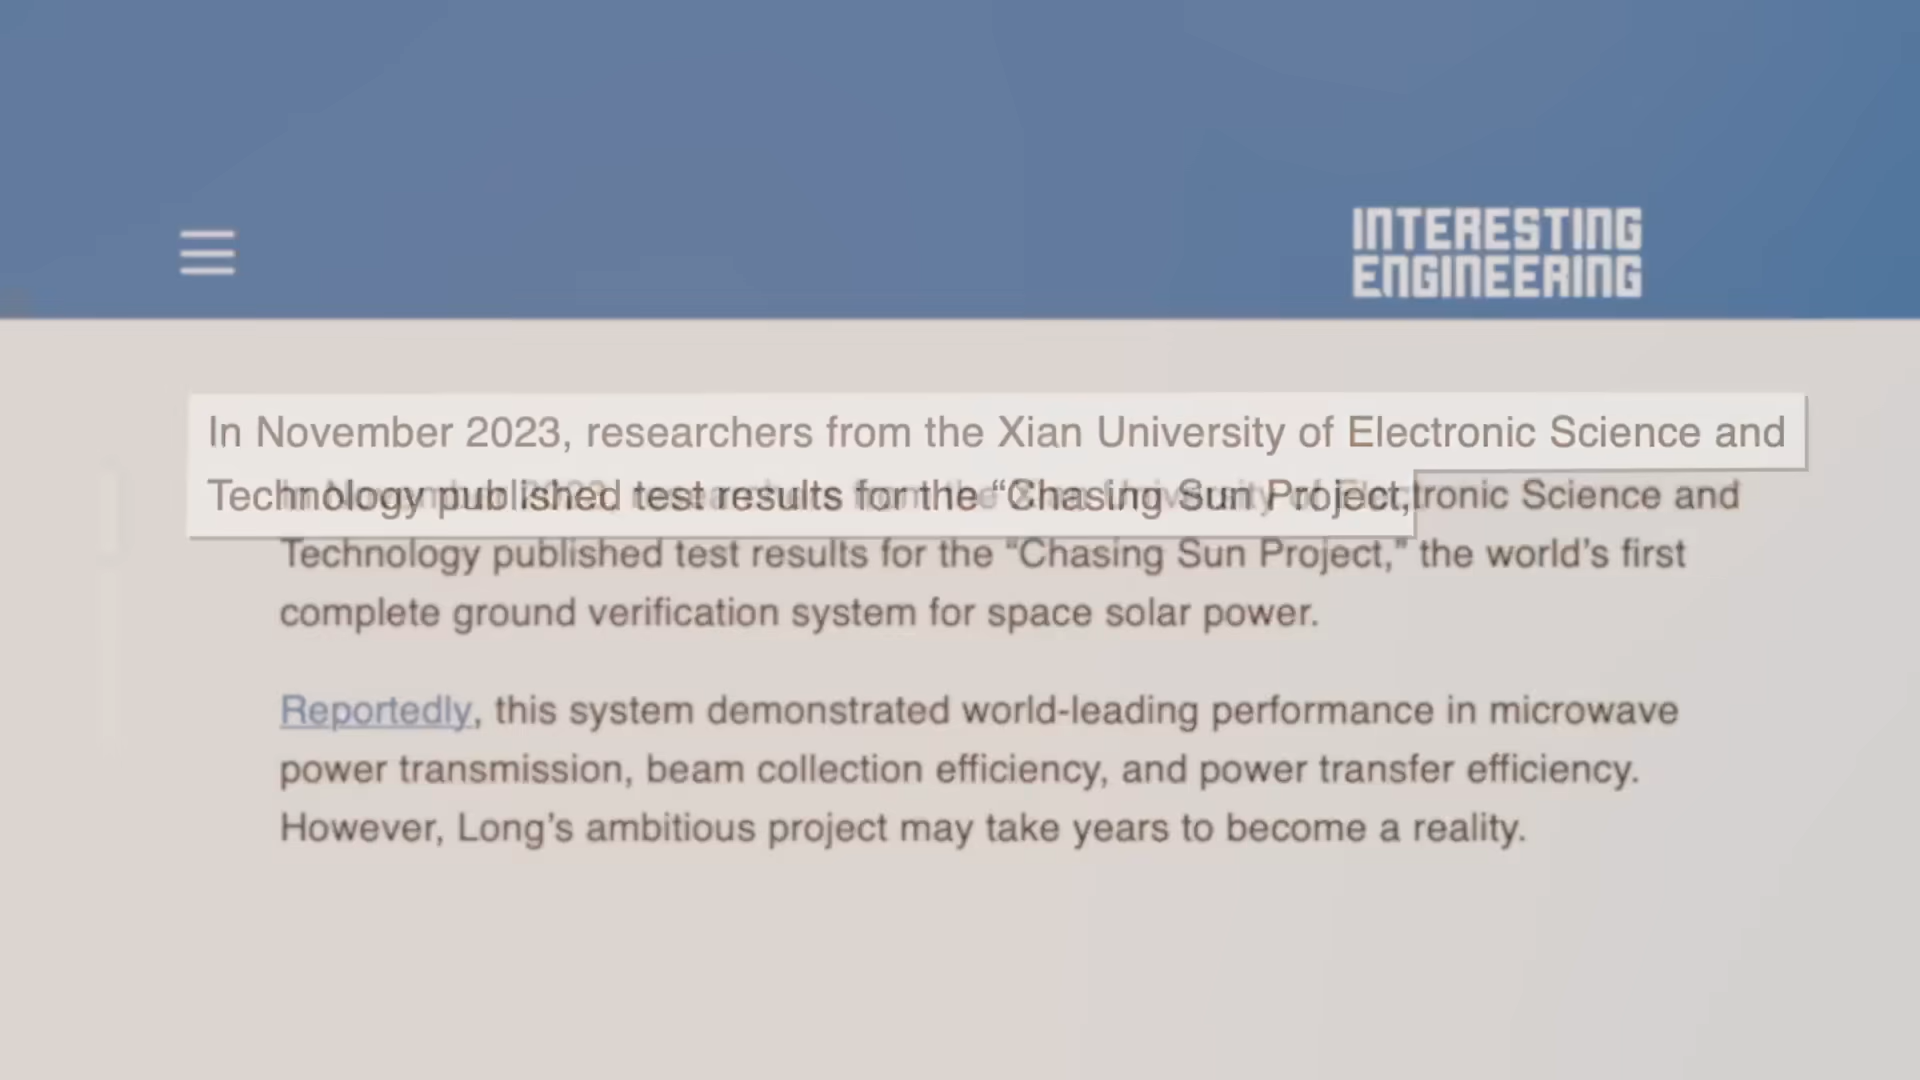 INTERESTING
ENGINEERING
In November 2023, researchers from the Xian University of Electronic Science and
Technology published test results for the “Chasing Sun Project,
tronic Science and
Technology published test results for the “Chasing Sun Project,” the world’s first
complete ground verification system for space solar power.
Reportedly, this system demonstrated world-leading performance in microwave
power transmission, beam collection efficiency, and power transfer efficiency.
However, Long’s ambitious project may take years to become a reality.